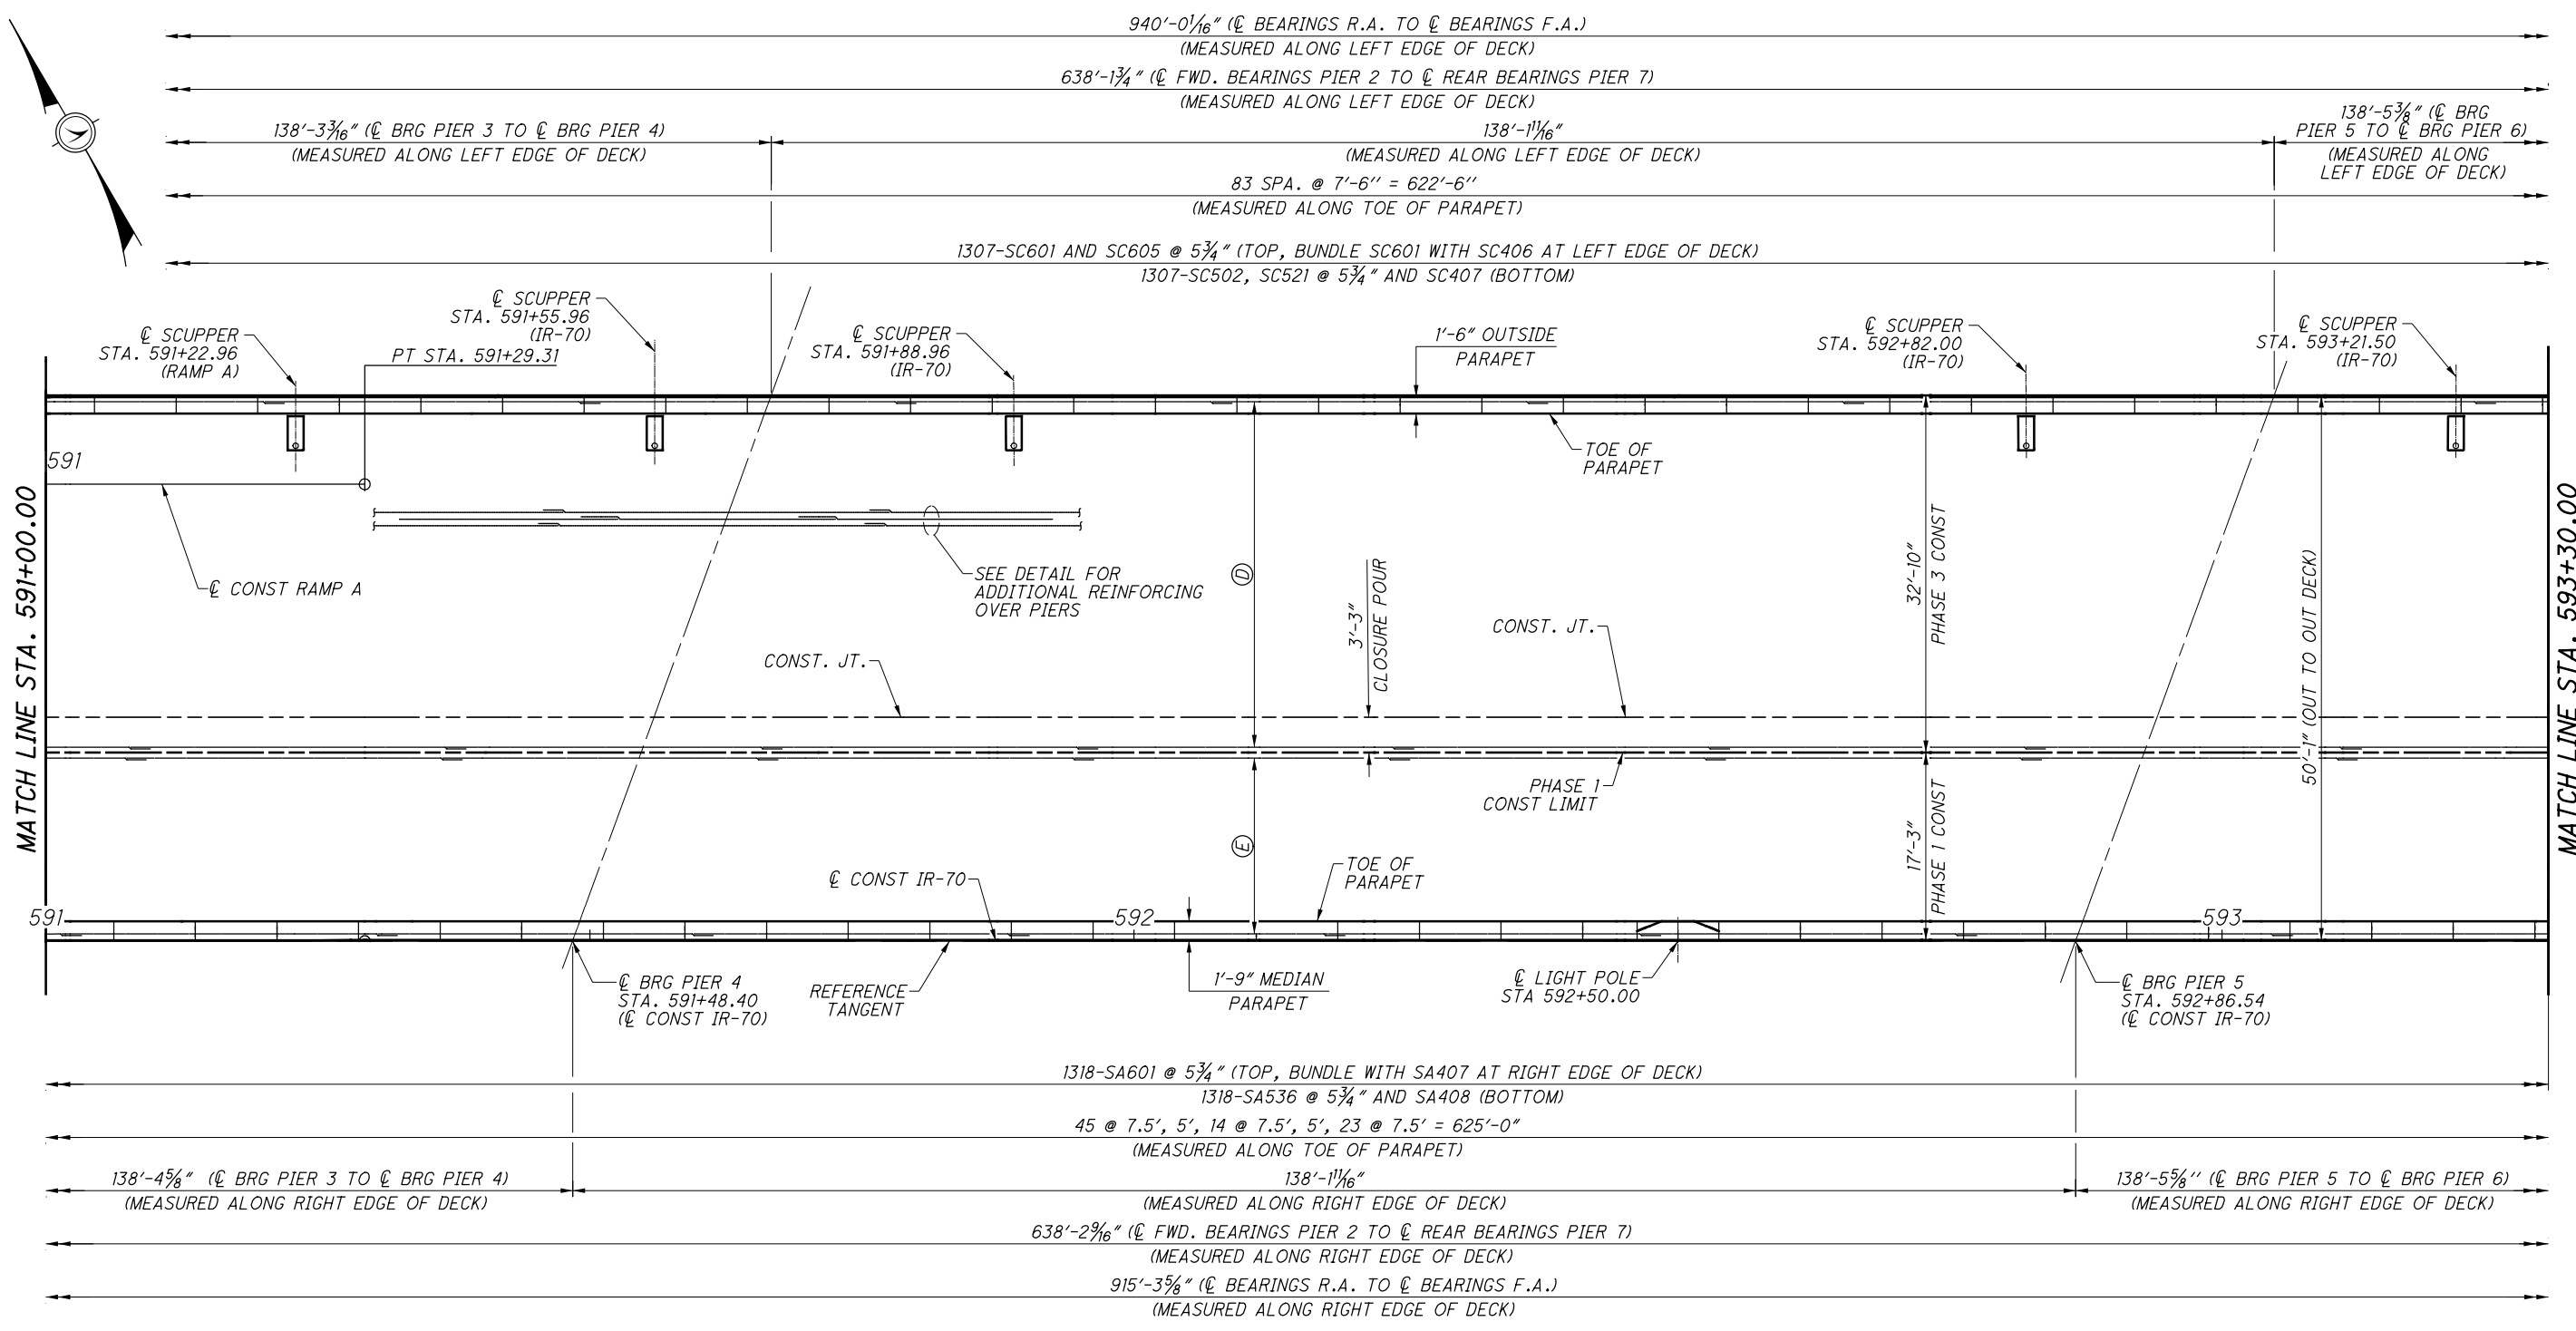 940'-0 1/16" (℄ BEARINGS R.A. TO ℄ BEARINGS F.A.)
(MEASURED ALONG LEFT EDGE OF DECK)
638'-1 3/4" (℄ FWD. BEARINGS PIER 2 TO ℄ REAR BEARINGS PIER 7)
(MEASURED ALONG LEFT EDGE OF DECK)
138'-3 3/16" (℄ BRG PIER 3 TO ℄ BRG PIER 4)
(MEASURED ALONG LEFT EDGE OF DECK)
138'-1 11/16"
(MEASURED ALONG LEFT EDGE OF DECK)
138'-5 3/8" (℄ BRG
PIER 5 TO ℄ BRG PIER 6)
(MEASURED ALONG
LEFT EDGE OF DECK)
83 SPA. @ 7'-6'' = 622'-6''
(MEASURED ALONG TOE OF PARAPET)
1307-SC601 AND SC605 @ 5 3/4" (TOP, BUNDLE SC601 WITH SC406 AT LEFT EDGE OF DECK)
1307-SC502, SC521 @ 5 3/4" AND SC407 (BOTTOM)
℄ SCUPPER
STA. 591+22.96
(RAMP A)
℄ SCUPPER
STA. 591+55.96
(IR-70)
PT STA. 591+29.31
℄ SCUPPER
STA. 591+88.96
(IR-70)
1'-6" OUTSIDE
PARAPET
℄ SCUPPER
STA. 592+82.00
(IR-70)
℄ SCUPPER
STA. 593+21.50
(IR-70)
TOE OF
PARAPET
591
MATCH LINE STA. 591+00.00
℄ CONST RAMP A
SEE DETAIL FOR
ADDITIONAL REINFORCING
OVER PIERS
D
3'-3"
CLOSURE POUR
32'-10"
PHASE 3 CONST
50'-1" (OUT TO OUT DECK)
MATCH LINE STA. 593+30.00
CONST. JT.
CONST. JT.
PHASE 1
CONST LIMIT
E
17'-3"
PHASE 1 CONST
℄ CONST IR-70
TOE OF
PARAPET
591
592
593
℄ BRG PIER 4
STA. 591+48.40
(℄ CONST IR-70)
REFERENCE
TANGENT
1'-9" MEDIAN
PARAPET
℄ LIGHT POLE
STA 592+50.00
℄ BRG PIER 5
STA. 592+86.54
(℄ CONST IR-70)
1318-SA601 @ 5 3/4" (TOP, BUNDLE WITH SA407 AT RIGHT EDGE OF DECK)
1318-SA536 @ 5 3/4" AND SA408 (BOTTOM)
45 @ 7.5', 5', 14 @ 7.5', 5', 23 @ 7.5' = 625'-0"
(MEASURED ALONG TOE OF PARAPET)
138'-4 5/8" (℄ BRG PIER 3 TO ℄ BRG PIER 4)
(MEASURED ALONG RIGHT EDGE OF DECK)
138'-1 11/16"
(MEASURED ALONG RIGHT EDGE OF DECK)
138'-5 5/8'' (℄ BRG PIER 5 TO ℄ BRG PIER 6)
(MEASURED ALONG RIGHT EDGE OF DECK)
638'-2 9/16" (℄ FWD. BEARINGS PIER 2 TO ℄ REAR BEARINGS PIER 7)
(MEASURED ALONG RIGHT EDGE OF DECK)
915'-3 5/8" (℄ BEARINGS R.A. TO ℄ BEARINGS F.A.)
(MEASURED ALONG RIGHT EDGE OF DECK)